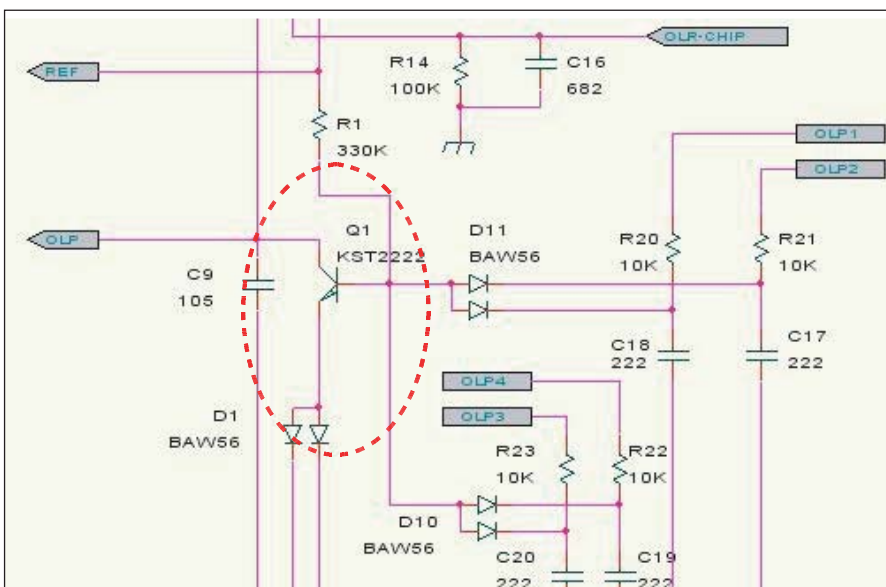 OLR-CHIP
R14
100K
C16
682
REF
R1
330K
OLP1
OLP2
Q1
KST2222
D11
BAW56
R20
10K
R21
10K
OLP
C9
105
C18
222
C17
222
OLP4
OLP3
D1
BAW56
R23
10K
R22
10K
D10
BAW56
C20
222
C19
222